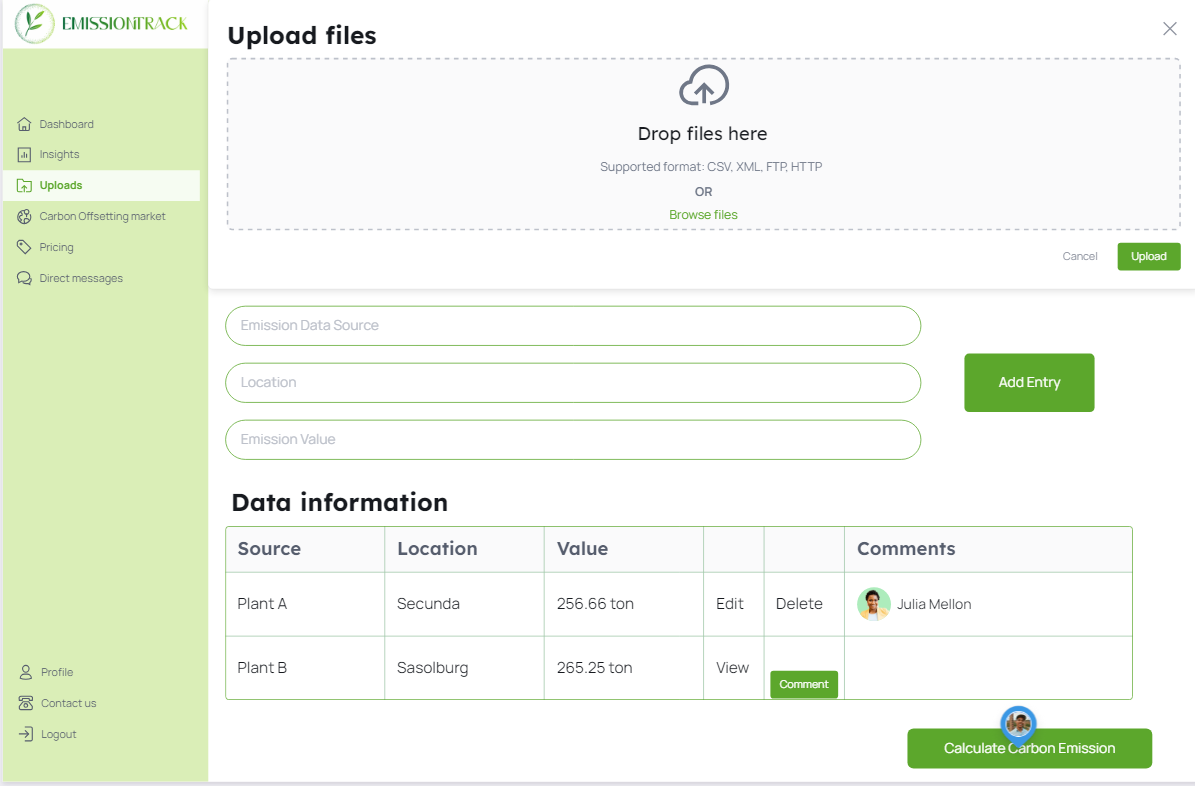 EMISSIONTRACK
Dashboard
Insights
Uploads
Carbon Offsetting market
Pricing
Direct messages
Profile
Contact us
Logout
Upload files
Drop files here
Supported format: CSV, XML, FTP, HTTP
OR
Browse files
Cancel Upload
Emission Data Source
Location
Emission Value
Add Entry
Data information
Source Location Value Comments
Plant A Secunda 256.66 ton Edit Delete Julia Mellon
Plant B Sasolburg 265.25 ton View Comment
Calculate Carbon Emission